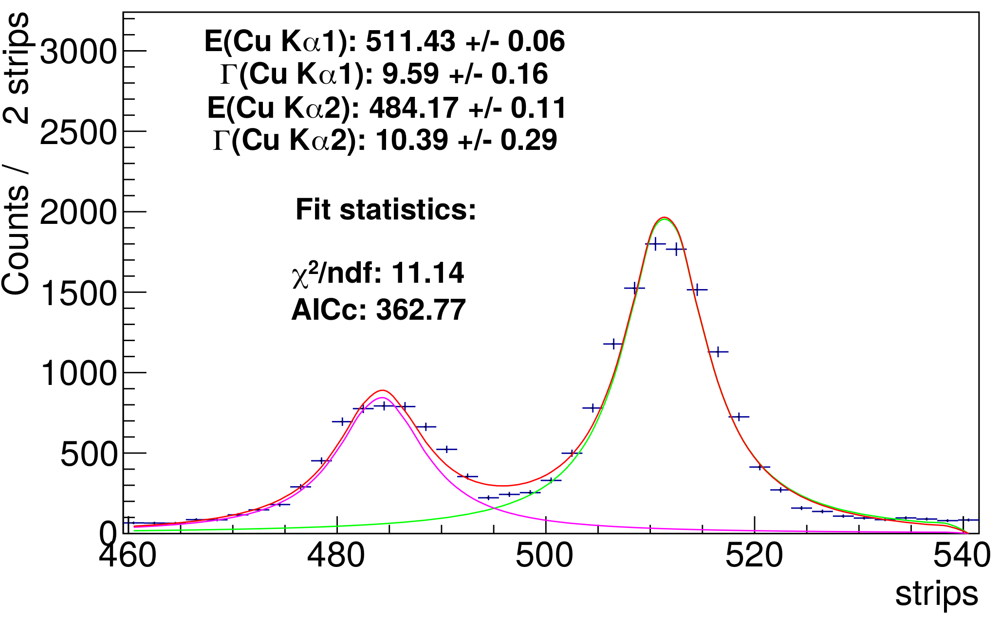 Counts / 2 strips
3000
2500
2000
1500
1000
500
0
E(Cu Kα1): 511.43 +/- 0.06
Γ(Cu Kα1): 9.59 +/- 0.16
E(Cu Kα2): 484.17 +/- 0.11
Γ(Cu Kα2): 10.39 +/- 0.29
Fit statistics:
χ²/ndf: 11.14
AICc: 362.77
460 480 500 520 540
strips